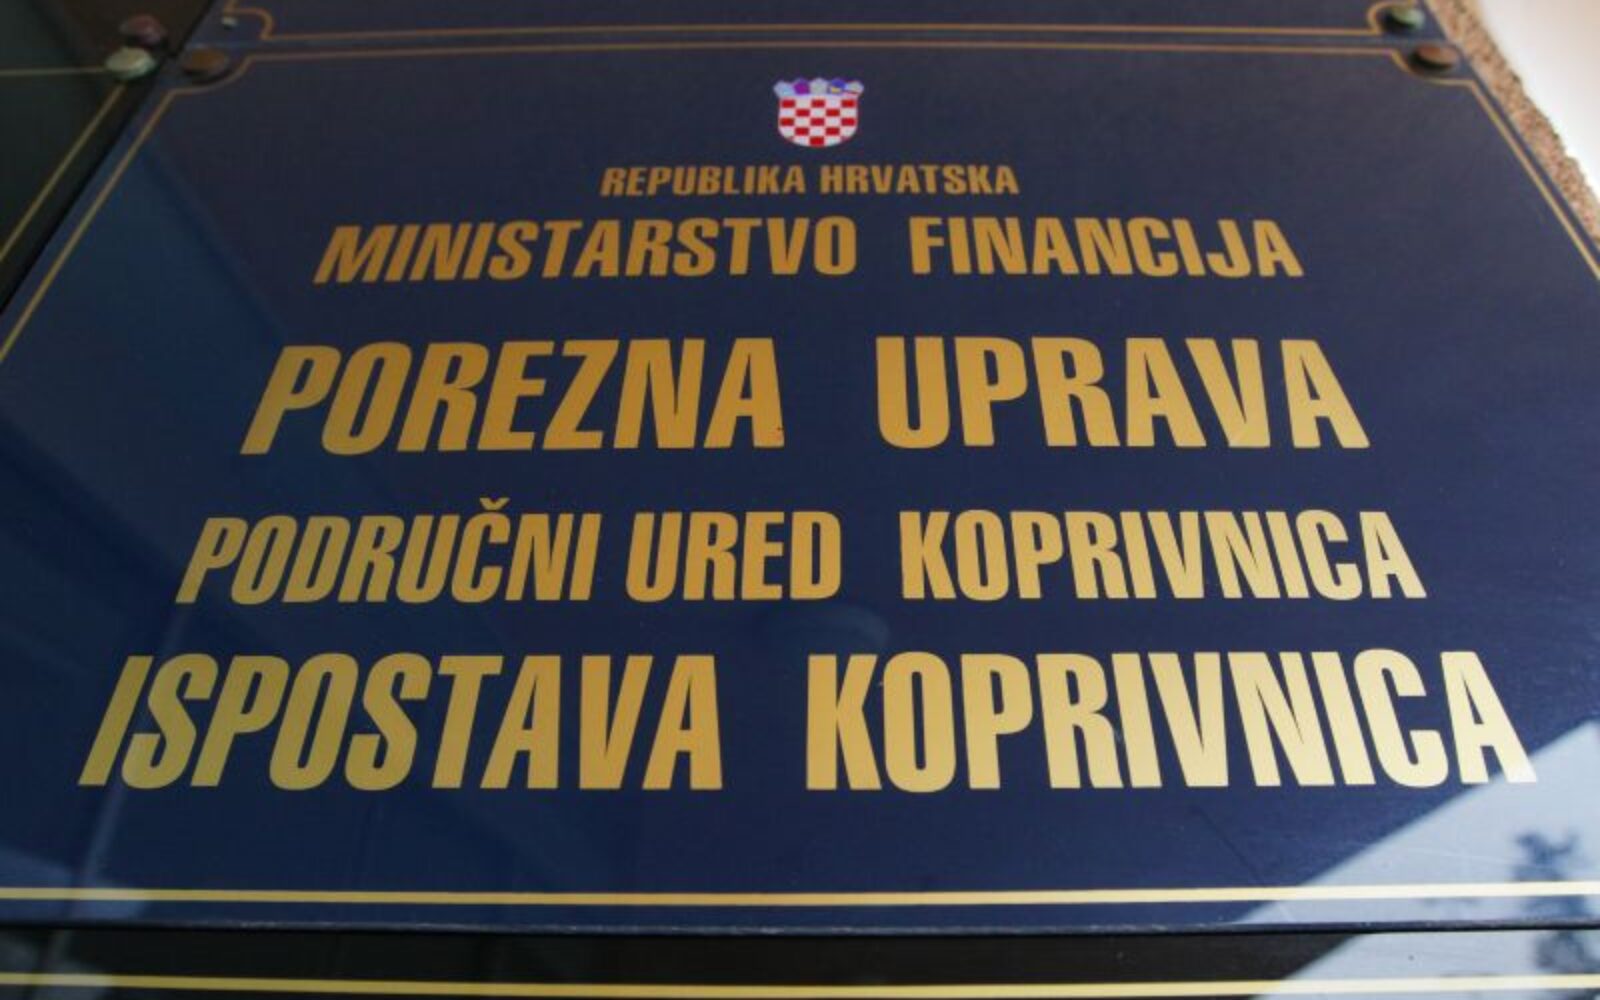 REPUBLIKA HRVATSKA
MINISTARSTVO FINANCIJA
POREZNA UPRAVA
PODRUČNI URED KOPRIVNICA
ISPOSTAVA KOPRIVNICA